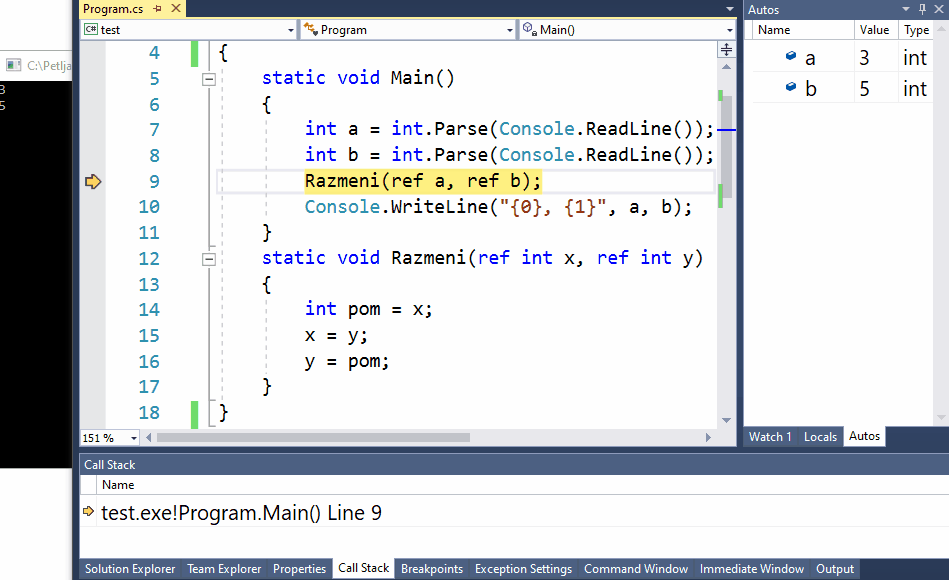 Program.cs
Autos
C# test
Program
Main()
Name Value Type
a 3 int
b 5 int
C:\Petlja
3
5
4 {
5 static void Main()
6 {
7 int a = int.Parse(Console.ReadLine());
8 int b = int.Parse(Console.ReadLine());
9 Razmeni(ref a, ref b);
10 Console.WriteLine("{0}, {1}", a, b);
11 }
12 static void Razmeni(ref int x, ref int y)
13 {
14 int pom = x;
15 x = y;
16 y = pom;
17 }
18 }
151 %
Watch 1 Locals Autos
Call Stack
Name
test.exe!Program.Main() Line 9
Solution Explorer Team Explorer Properties Call Stack Breakpoints Exception Settings Command Window Immediate Window Output